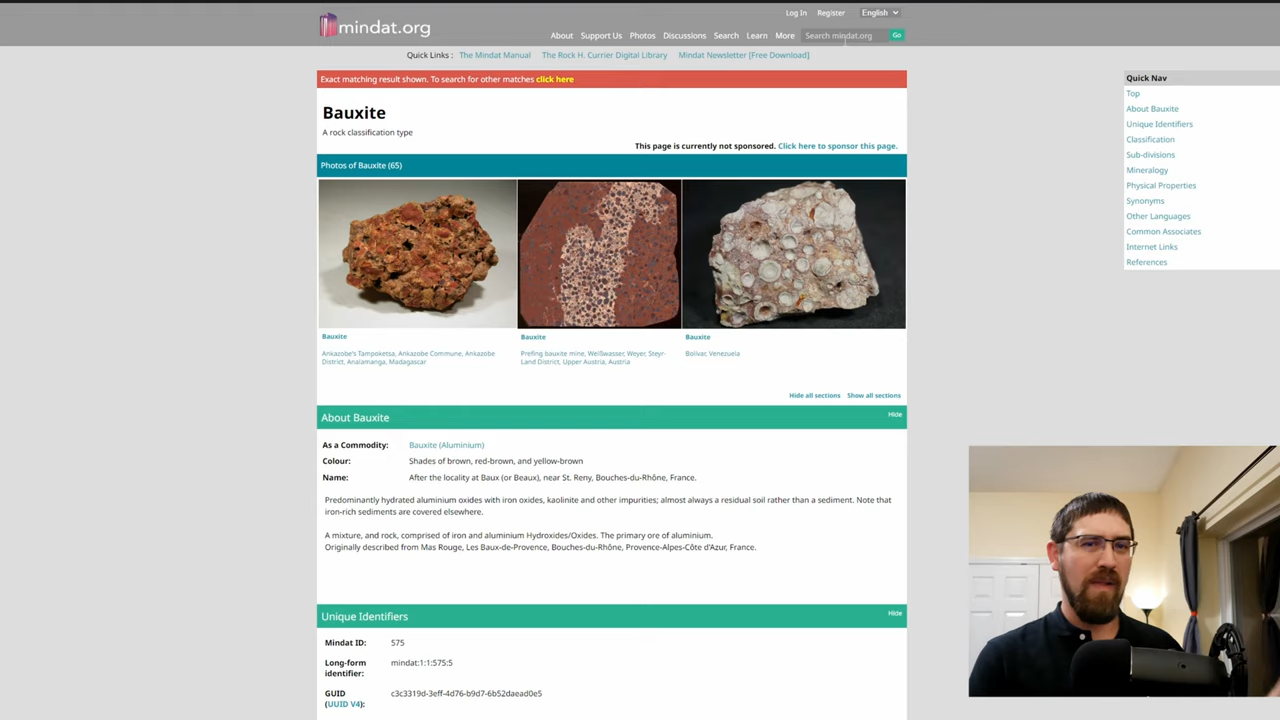 Log In Register English
mindat.org
About Support Us Photos Discussions Search Learn More Search mindat.org Go
Quick Links : The Mindat Manual The Rock H. Currier Digital Library Mindat Newsletter [Free Download]
Exact matching result shown. To search for other matches click here
Bauxite
A rock classification type
This page is currently not sponsored. Click here to sponsor this page.
Photos of Bauxite (65)
Bauxite
Ankazobe's Tampoketsa, Ankazobe Commune, Ankazobe
District, Analamanga, Madagascar
Bauxite
Prefing bauxite mine, Weißwasser, Weyer, Steyr-
Land District, Upper Austria, Austria
Bauxite
Bolívar, Venezuela
Hide all sections Show all sections
About Bauxite
Hide
As a Commodity: Bauxite (Aluminium)
Colour: Shades of brown, red-brown, and yellow-brown
Name: After the locality at Baux (or Beaux), near St. Reny, Bouches-du-Rhône, France.
Predominantly hydrated aluminium oxides with iron oxides, kaolinite and other impurities; almost always a residual soil rather than a sediment. Note that
iron-rich sediments are covered elsewhere.
A mixture, and rock, comprised of iron and aluminium Hydroxides/Oxides. The primary ore of aluminum.
Originally described from Mas Rouge, Les Baux-de-Provence, Bouches-du-Rhône, Provence-Alpes-Côte d'Azur, France.
Unique Identifiers
Hide
Mindat ID: 575
Long-form
identifier: mindat:1:1:575:5
GUID
(UUID V4): c3c3319d-3eff-4d76-b9d7-6b52daead0e5
Quick Nav
Top
About Bauxite
Unique Identifiers
Classification
Sub-divisions
Mineralogy
Physical Properties
Synonyms
Other Languages
Common Associates
Internet Links
References